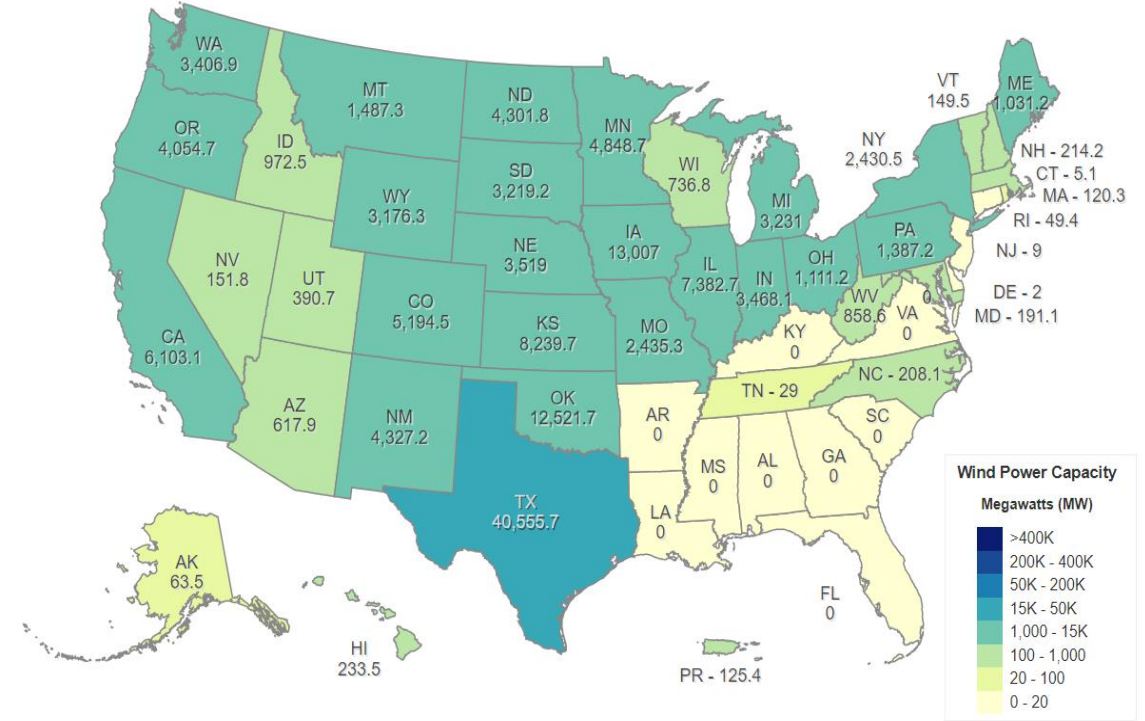 WA
3,406.9
MT
1,487.3
ND
4,301.8
MN
4,848.7
VT
149.5
ME
1,031.2
OR
4,054.7
ID
972.5
SD
3,219.2
WI
736.8
NY
2,430.5
NH - 214.2
CT - 5.1
MA - 120.3
RI - 49.4
WY
3,176.3
MI
3,231
NV
151.8
UT
390.7
NE
3,519
IA
13,007
IL
7,382.7
IN
3,468.1
OH
1,111.2
PA
1,387.2
NJ - 9
DE - 2
MD - 191.1
0
CA
6,103.1
CO
5,194.5
KS
8,239.7
MO
2,435.3
WV
858.6
VA
0
KY
0
AZ
617.9
NM
4,327.2
OK
12,521.7
AR
0
TN - 29
NC - 208.1
SC
0
MS
0
AL
0
GA
0
TX
40,555.7
LA
0
FL
0
AK
63.5
HI
233.5
PR - 125.4
Wind Power Capacity
Megawatts (MW)
>400K
200K - 400K
50K - 200K
15K - 50K
1,000 - 15K
100 - 1,000
20 - 100
0 - 20